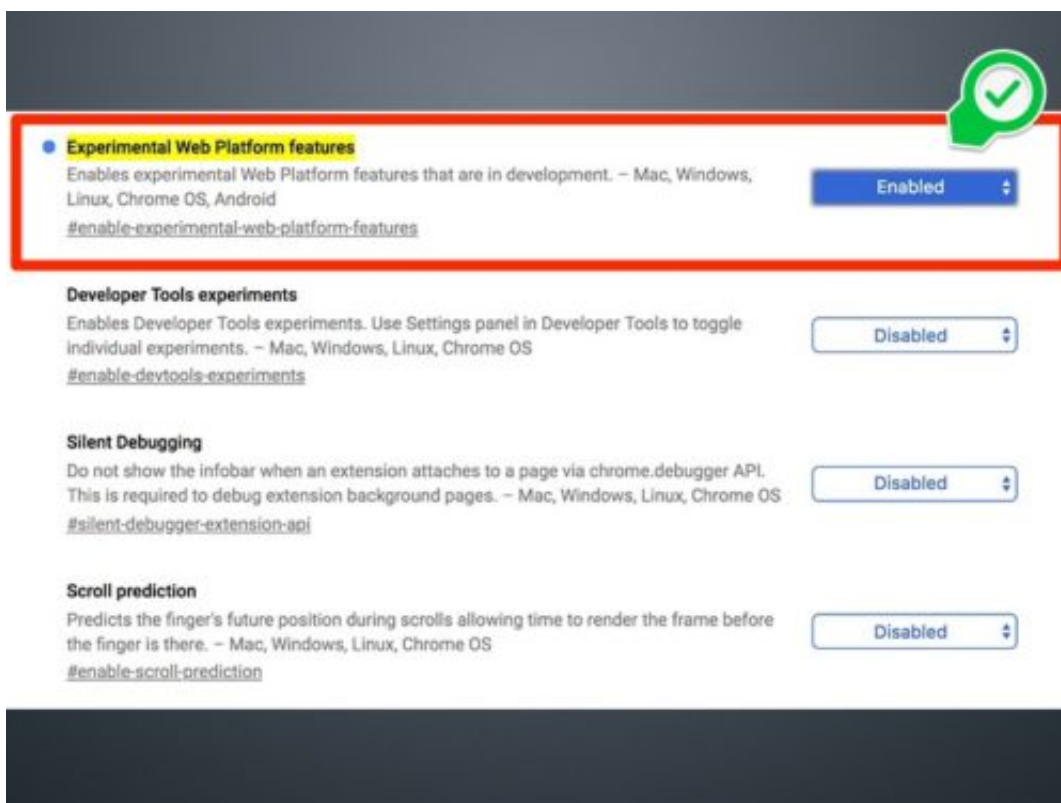 Experimental Web Platform features
Enables experimental Web Platform features that are in development. – Mac, Windows,
Linux, Chrome OS, Android
Enabled
#enable-experimental-web-platform-features
Developer Tools experiments
Enables Developer Tools experiments. Use Settings panel in Developer Tools to toggle
individual experiments. – Mac, Windows, Linux, Chrome OS
Disabled
#enable-devtools-experiments
Silent Debugging
Do not show the infobar when an extension attaches to a page via chrome.debugger API.
This is required to debug extension background pages. – Mac, Windows, Linux, Chrome OS
Disabled
#silent-debugger-extension-api
Scroll prediction
Predicts the finger's future position during scrolls allowing time to render the frame before
the finger is there. – Mac, Windows, Linux, Chrome OS
Disabled
#enable-scroll-prediction